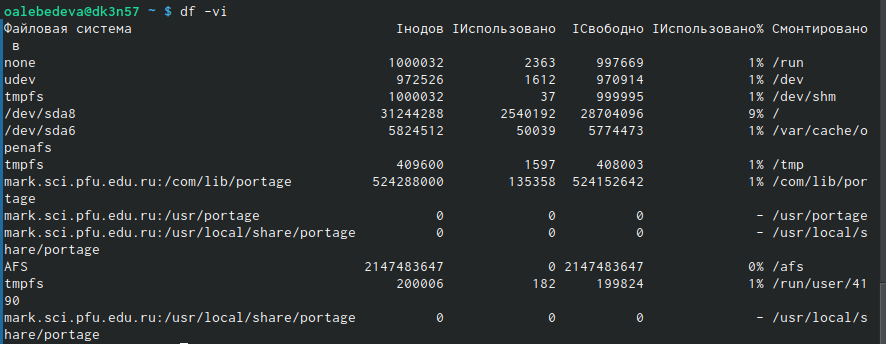 oalebedeva@dk3n57 ~ $ df -vi
Файловая система Iнодов IИспользовано IСвободно IИспользовано% Смонтировано
в
none 1000032 2363 997669 1% /run
udev 972526 1612 970914 1% /dev
tmpfs 1000032 37 999995 1% /dev/shm
/dev/sda8 31244288 2540192 28704096 9% /
/dev/sda6 5824512 50039 5774473 1% /var/cache/o
penafs
tmpfs 409600 1597 408003 1% /tmp
mark.sci.pfu.edu.ru:/com/lib/portage 524288000 135358 524152642 1% /com/lib/por
tage
mark.sci.pfu.edu.ru:/usr/portage 0 0 0 - /usr/portage
mark.sci.pfu.edu.ru:/usr/local/share/portage 0 0 0 - /usr/local/s
hare/portage
AFS 2147483647 0 2147483647 0% /afs
tmpfs 200006 182 199824 1% /run/user/41
90
mark.sci.pfu.edu.ru:/usr/local/share/portage 0 0 0 - /usr/local/s
hare/portage